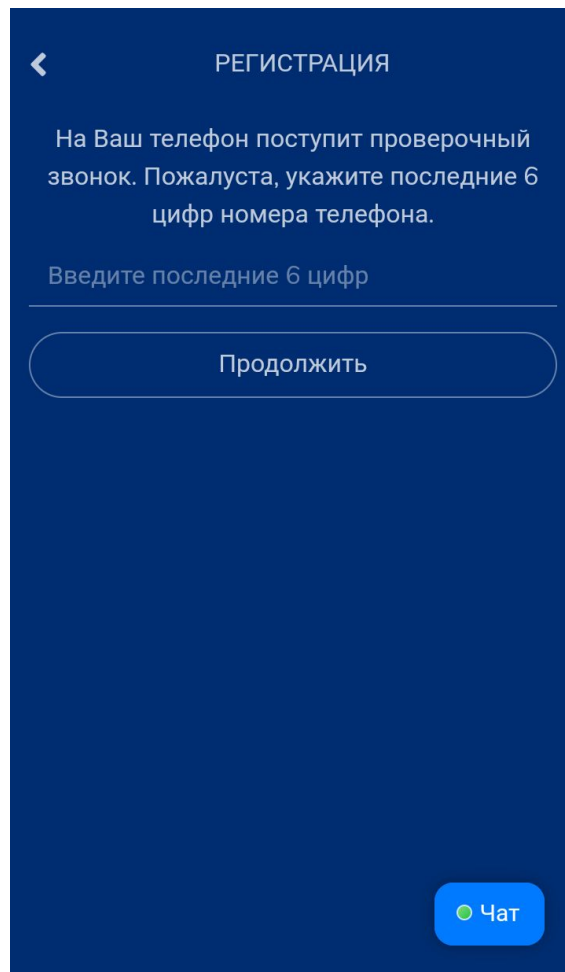 РЕГИСТРАЦИЯ
На Ваш телефон поступит проверочный
звонок. Пожалуста, укажите последние 6
цифр номера телефона.
Введите последние 6 цифр
Продолжить
Чат